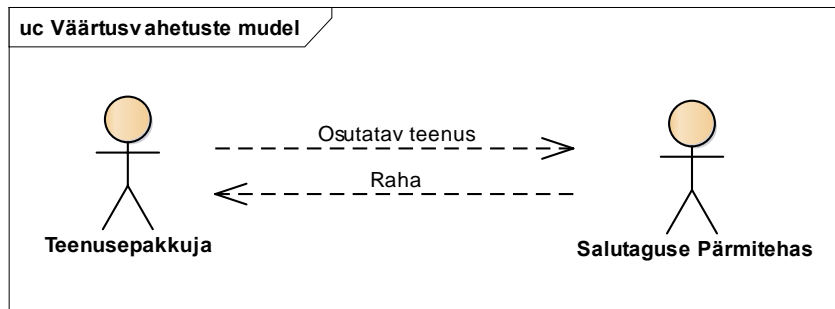 uc Väärtusvahetuste mudel
Osutatav teenus
Raha
Teenusepakkuja
Salutaguse Pärmitehas